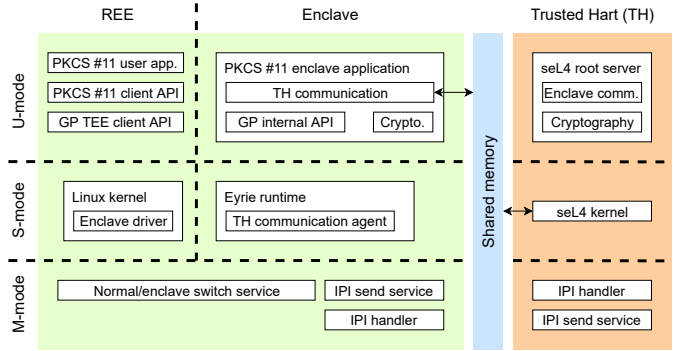 REE
Enclave
Trusted Hart (TH)
U-mode
PKCS #11 user app.
PKCS #11 client API
GP TEE client API
PKCS #11 enclave application
TH communication
GP internal API
Crypto.
Shared memory
seL4 root server
Enclave comm.
Cryptography
S-mode
Linux kernel
Enclave driver
Eyrie runtime
TH communication agent
seL4 kernel
M-mode
Normal/enclave switch service
IPI send service
IPI handler
IPI handler
IPI send service